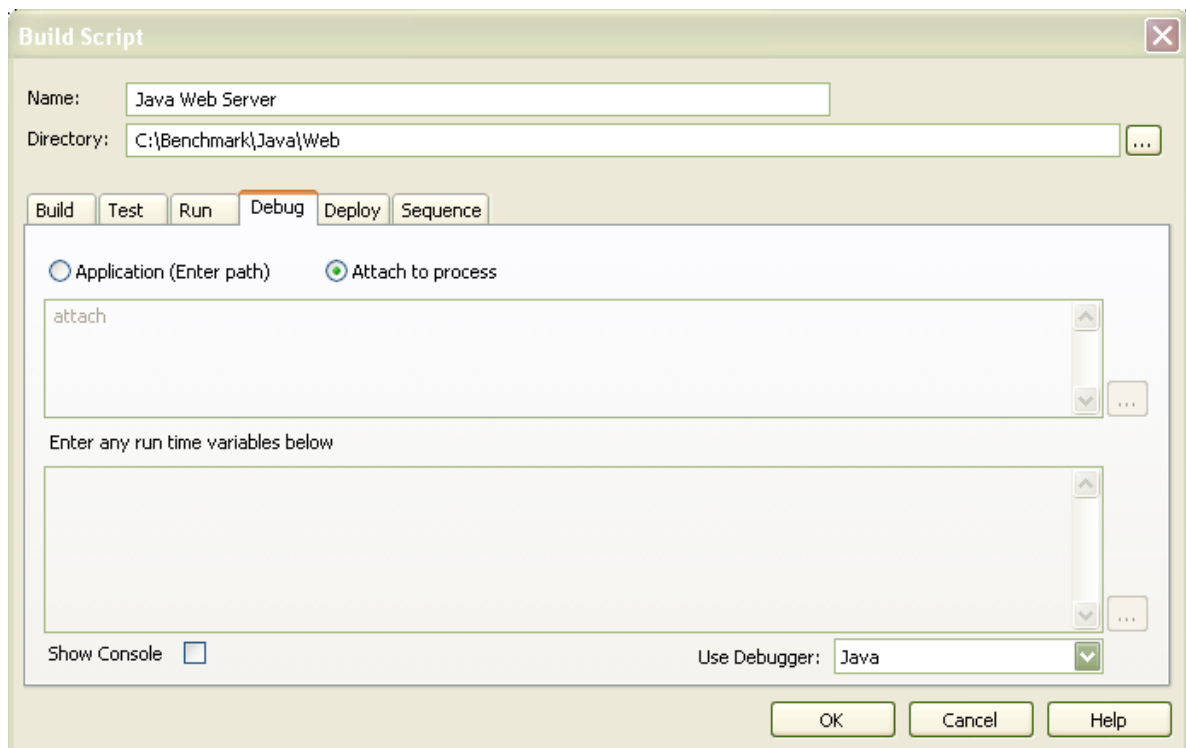 Build Script
Name: Java Web Server
Directory: C:\Benchmark\Java\Web ...
Build Test Run Debug Deploy Sequence
Application (Enter path) Attach to process
attach
...
Enter any run time variables below
...
Show Console Use Debugger: Java
OK Cancel Help